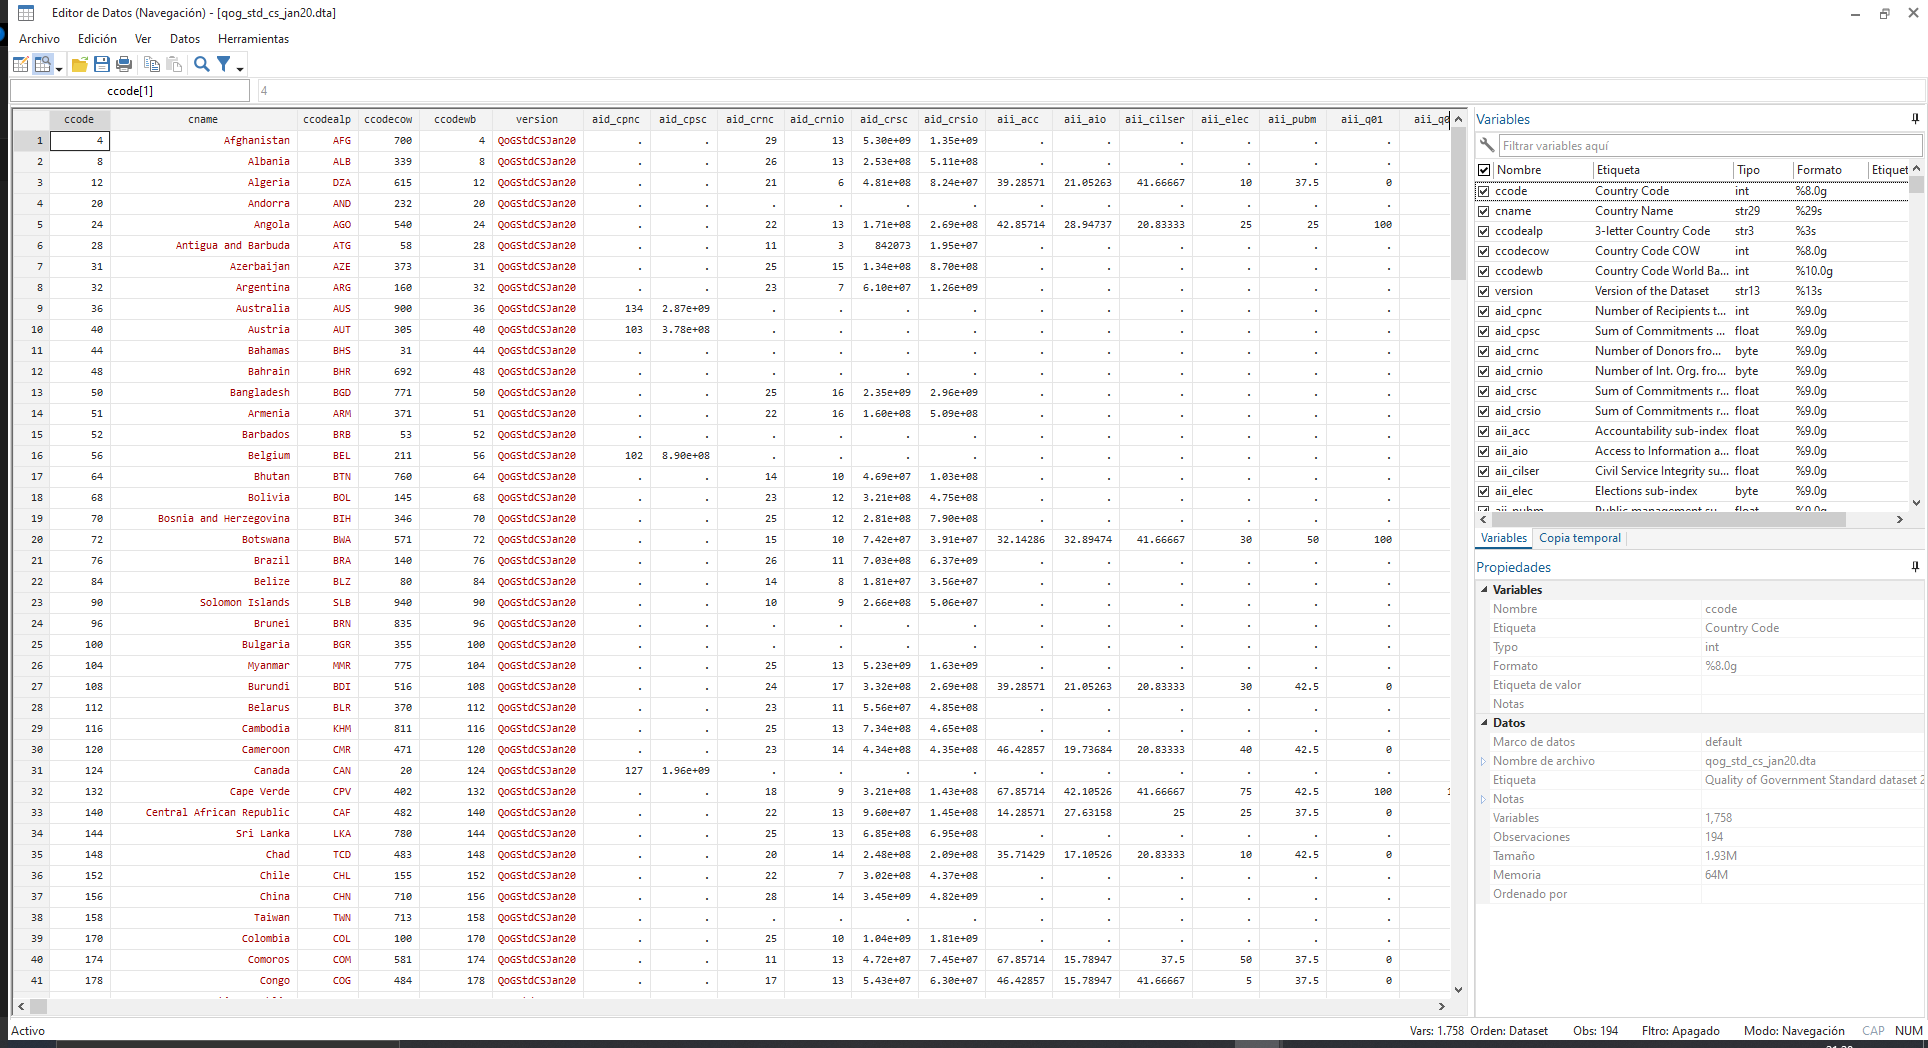 Editor de Datos (Navegación) - [qog_std_cs_jan20.dta]
Archivo Edición Ver Datos Herramientas
ccode[1] 4
ccode cname ccodealp ccodecow ccodewb version aid_cpnc aid_cpsc aid_crnc aid_crnio aid_crsc aid_crsio aii_acc aii_aio aii_cilser aii_elec aii_pubm aii_q01 aii_q0
1 4 Afghanistan AFG 700 4 QoGStdCSJan20 . . 29 13 5.30e+09 1.35e+09 . . . . . .
2 8 Albania ALB 339 8 QoGStdCSJan20 . . 26 13 2.53e+08 5.11e+08 . . . . . .
3 12 Algeria DZA 615 12 QoGStdCSJan20 . . 21 6 4.81e+08 8.24e+07 39.28571 21.05263 41.66667 10 37.5 0
4 20 Andorra AND 232 20 QoGStdCSJan20 . . . . . . . . . . . .
5 24 Angola AGO 540 24 QoGStdCSJan20 . . 22 13 1.71e+08 2.69e+08 42.85714 28.94737 20.83333 25 25 100
6 28 Antigua and Barbuda ATG 58 28 QoGStdCSJan20 . . 11 3 842073 1.95e+07 . . . . . .
7 31 Azerbaijan AZE 373 31 QoGStdCSJan20 . . 25 15 1.34e+08 8.70e+08 . . . . . .
8 32 Argentina ARG 160 32 QoGStdCSJan20 . . 23 7 6.10e+07 1.26e+09 . . . . . .
9 36 Australia AUS 900 36 QoGStdCSJan20 134 2.87e+09 . . . . . . . . . .
10 40 Austria AUT 305 40 QoGStdCSJan20 103 3.78e+08 . . . . . . . . . .
11 44 Bahamas BHS 31 44 QoGStdCSJan20 . . . . . . . . . . . .
12 48 Bahrain BHR 692 48 QoGStdCSJan20 . . . . . . . . . . . .
13 50 Bangladesh BGD 771 50 QoGStdCSJan20 . . 25 16 2.35e+09 2.96e+09 . . . . . .
14 51 Armenia ARM 371 51 QoGStdCSJan20 . . 22 16 1.60e+08 5.09e+08 . . . . . .
15 52 Barbados BRB 53 52 QoGStdCSJan20 . . . . . . . . . . . .
16 56 Belgium BEL 211 56 QoGStdCSJan20 102 8.90e+08 . . . . . . . . . .
17 64 Bhutan BTN 760 64 QoGStdCSJan20 . . 14 10 4.69e+07 1.03e+08 . . . . . .
18 68 Bolivia BOL 145 68 QoGStdCSJan20 . . 23 12 3.21e+08 4.75e+08 . . . . . .
19 70 Bosnia and Herzegovina BIH 346 70 QoGStdCSJan20 . . 25 12 2.81e+08 7.90e+08 . . . . . .
20 72 Botswana BWA 571 72 QoGStdCSJan20 . . 15 10 7.42e+07 3.91e+07 32.14286 32.89474 41.66667 30 50 100
21 76 Brazil BRA 140 76 QoGStdCSJan20 . . 26 11 7.03e+08 6.37e+09 . . . . . .
22 84 Belize BLZ 80 84 QoGStdCSJan20 . . 14 8 1.81e+07 3.56e+07 . . . . . .
23 90 Solomon Islands SLB 940 90 QoGStdCSJan20 . . 10 9 2.66e+08 5.06e+07 . . . . . .
24 96 Brunei BRN 835 96 QoGStdCSJan20 . . . . . . . . . . . .
25 100 Bulgaria BGR 355 100 QoGStdCSJan20 . . . . . . . . . . . .
26 104 Myanmar MMR 775 104 QoGStdCSJan20 . . 25 13 5.23e+09 1.63e+09 . . . . . .
27 108 Burundi BDI 516 108 QoGStdCSJan20 . . 24 17 3.32e+08 2.69e+08 39.28571 21.05263 20.83333 30 42.5 0
28 112 Belarus BLR 370 112 QoGStdCSJan20 . . 23 11 5.56e+07 4.85e+08 . . . . . .
29 116 Cambodia KHM 811 116 QoGStdCSJan20 . . 25 13 7.34e+08 4.65e+08 . . . . . .
30 120 Cameroon CMR 471 120 QoGStdCSJan20 . . 23 14 4.34e+08 4.35e+08 46.42857 19.73684 20.83333 40 42.5 0
31 124 Canada CAN 20 124 QoGStdCSJan20 127 1.96e+09 . . . . . . . . . .
32 132 Cape Verde CPV 402 132 QoGStdCSJan20 . . 18 9 3.21e+08 1.43e+08 67.85714 42.10526 41.66667 75 42.5 100
33 140 Central African Republic CAF 482 140 QoGStdCSJan20 . . 22 13 9.60e+07 1.45e+08 14.28571 27.63158 25 25 37.5 0
34 144 Sri Lanka LKA 780 144 QoGStdCSJan20 . . 25 13 6.85e+08 6.95e+08 . . . . . .
35 148 Chad TCD 483 148 QoGStdCSJan20 . . 20 14 2.48e+08 2.09e+08 35.71429 17.10526 20.83333 10 42.5 0
36 152 Chile CHL 155 152 QoGStdCSJan20 . . 22 7 3.02e+08 4.37e+08 . . . . . .
37 156 China CHN 710 156 QoGStdCSJan20 . . 28 14 3.45e+09 4.82e+09 . . . . . .
38 158 Taiwan TWN 713 158 QoGStdCSJan20 . . . . . . . . . . . .
39 170 Colombia COL 100 170 QoGStdCSJan20 . . 25 10 1.04e+09 1.81e+09 . . . . . .
40 174 Comoros COM 581 174 QoGStdCSJan20 . . 11 13 4.72e+07 7.45e+07 67.85714 15.78947 37.5 50 37.5 0
41 178 Congo COG 484 178 QoGStdCSJan20 . . 17 13 5.43e+07 6.30e+07 46.42857 15.78947 41.66667 5 37.5 0
Variables
Filtrar variables aquí
Nombre Etiqueta Tipo Formato Etiquet
ccode Country Code int %8.0g
cname Country Name str29 %29s
ccodealp 3-letter Country Code str3 %3s
ccodecow Country Code COW int %8.0g
ccodewb Country Code World Ba... int %10.0g
version Version of the Dataset str13 %13s
aid_cpnc Number of Recipients t... int %9.0g
aid_cpsc Sum of Commitments ... float %9.0g
aid_crnc Number of Donors fro... byte %9.0g
aid_crnio Number of Int. Org. fro... byte %9.0g
aid_crsc Sum of Commitments r... float %9.0g
aid_crsio Sum of Commitments r... float %9.0g
aii_acc Accountability sub-index float %9.0g
aii_aio Access to Information a... float %9.0g
aii_cilser Civil Service Integrity su... float %9.0g
aii_elec Elections sub-index byte %9.0g
aii_pubm Public management su... float %9.0g
Variables Copia temporal
Propiedades
Variables
Nombre ccode
Etiqueta Country Code
Typo int
Formato %8.0g
Etiqueta de valor
Notas
Datos
Marco de datos default
Nombre de archivo qog_std_cs_jan20.dta
Etiqueta Quality of Government Standard dataset 2
Notas
Variables 1,758
Observaciones 194
Tamaño 1.93M
Memoria 64M
Ordenado por
Activo Vars: 1.758 Orden: Dataset Obs: 194 Fltro: Apagado Modo: Navegación CAP NUM